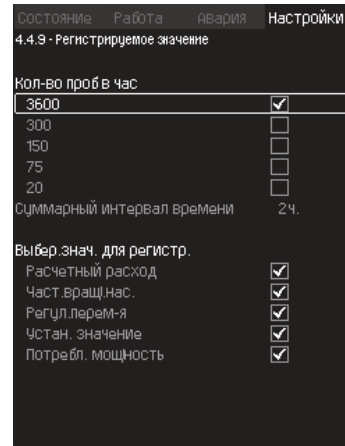 Состояние Работа Авария Настройки
4.4.9 - Регистрируемое значение
Кол-во проб в час
3600
300
150
75
20
Суммарный интервал времени 2ч.
Выбер.знач. для регистр.
Расчетный расход
Част.вращ.нас.
Регул.перем-я
Устан. значение
Потребл. мощность